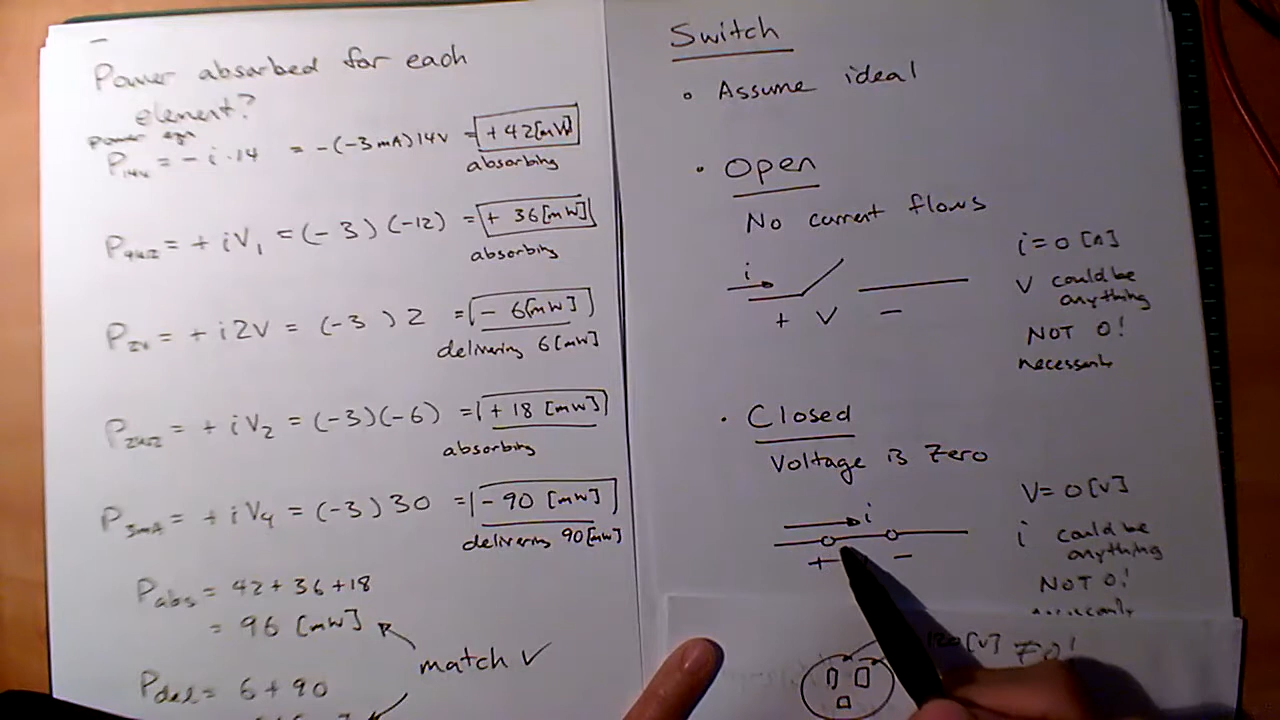 Power absorbed for each
element?
power eqn
P14V = - i · 14 = -(-3mA)14V = +42[mW]
absorbing
P4kΩ = + iV1 = (-3)(-12) = + 36[mW]
absorbing
P2V = + i2V = (-3)2 = - 6[mW]
delivering 6[mW]
P2kΩ = + iV2 = (-3)(-6) = + 18 [mW]
absorbing
P3mA = + iV4 = (-3)30 = - 90 [mW]
delivering 90[mW]
Pabs = 42+36+18
= 96 [mW]
match ✓
Pdel = 6+90
Switch
• Assume ideal
• Open
No current flows
i = 0 [A]
i
V could be
anything
+ V -
NOT 0!
necessarily
• Closed
Voltage is Zero
V = 0[V]
i
i could be
anything
+ -
NOT 0!
necessarily
120[V] ≠0!